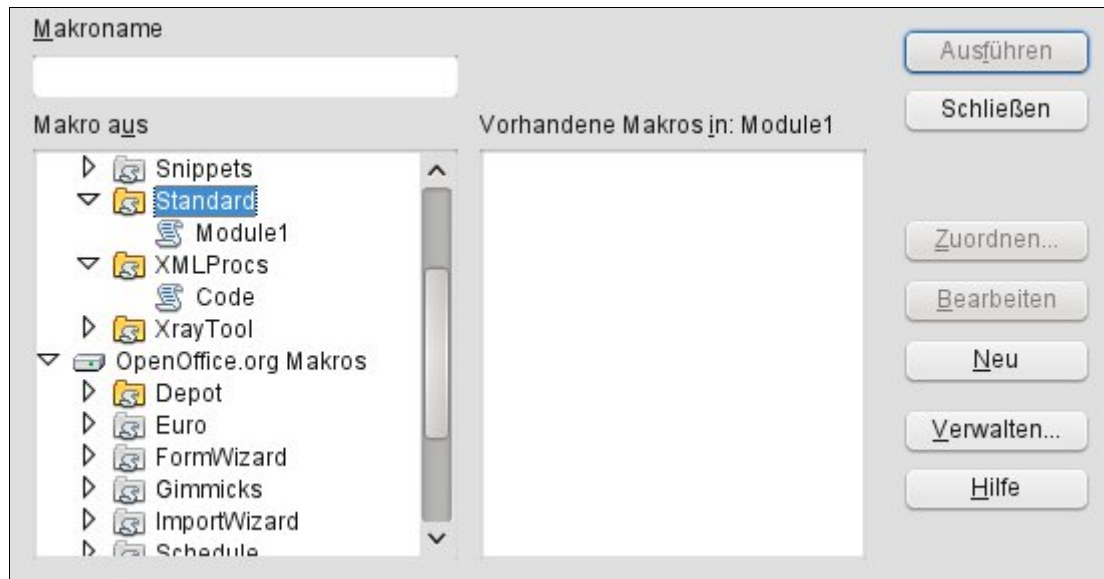 Makroname
Makro aus
Snippets
Standard
Module1
XMLProcs
Code
XrayTool
OpenOffice.org Makros
Depot
Euro
FormWizard
Gimmicks
ImportWizard
Schedule
Vorhandene Makros in: Module1
Ausführen
Schließen
Zuordnen...
Bearbeiten
Neu
Verwalten...
Hilfe